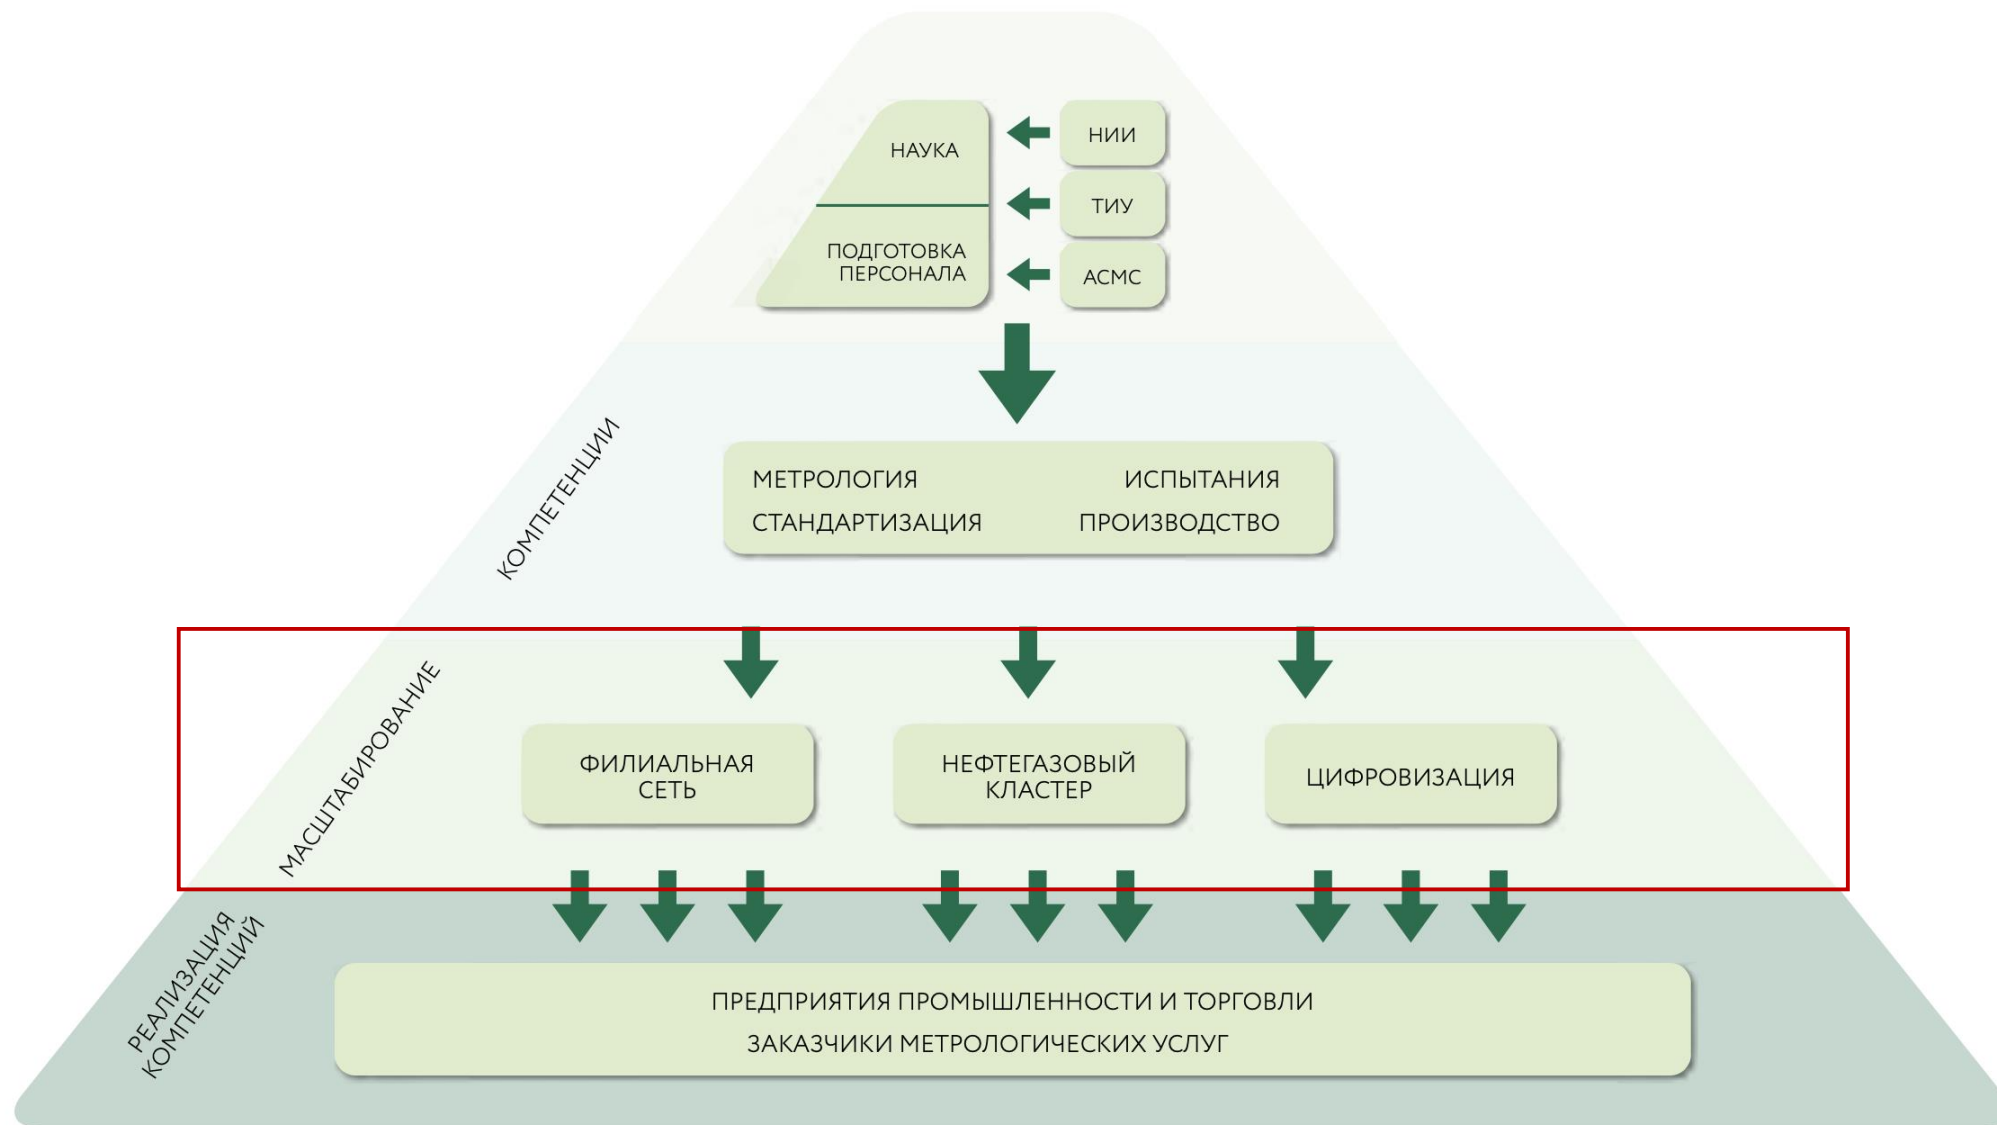 НАУКА
НИИ
ТИУ
ПОДГОТОВКА
ПЕРСОНАЛА
АСМС
КОМПЕТЕНЦИИ
МЕТРОЛОГИЯ
ИСПЫТАНИЯ
СТАНДАРТИЗАЦИЯ
ПРОИЗВОДСТВО
МАСШТАБИРОВАНИЕ
ФИЛИАЛЬНАЯ
СЕТЬ
НЕФТЕГАЗОВЫЙ
КЛАСТЕР
ЦИФРОВИЗАЦИЯ
РЕАЛИЗАЦИЯ
КОМПЕТЕНЦИЙ
ПРЕДПРИЯТИЯ ПРОМЫШЛЕННОСТИ И ТОРГОВЛИ
ЗАКАЗЧИКИ МЕТРОЛОГИЧЕСКИХ УСЛУГ